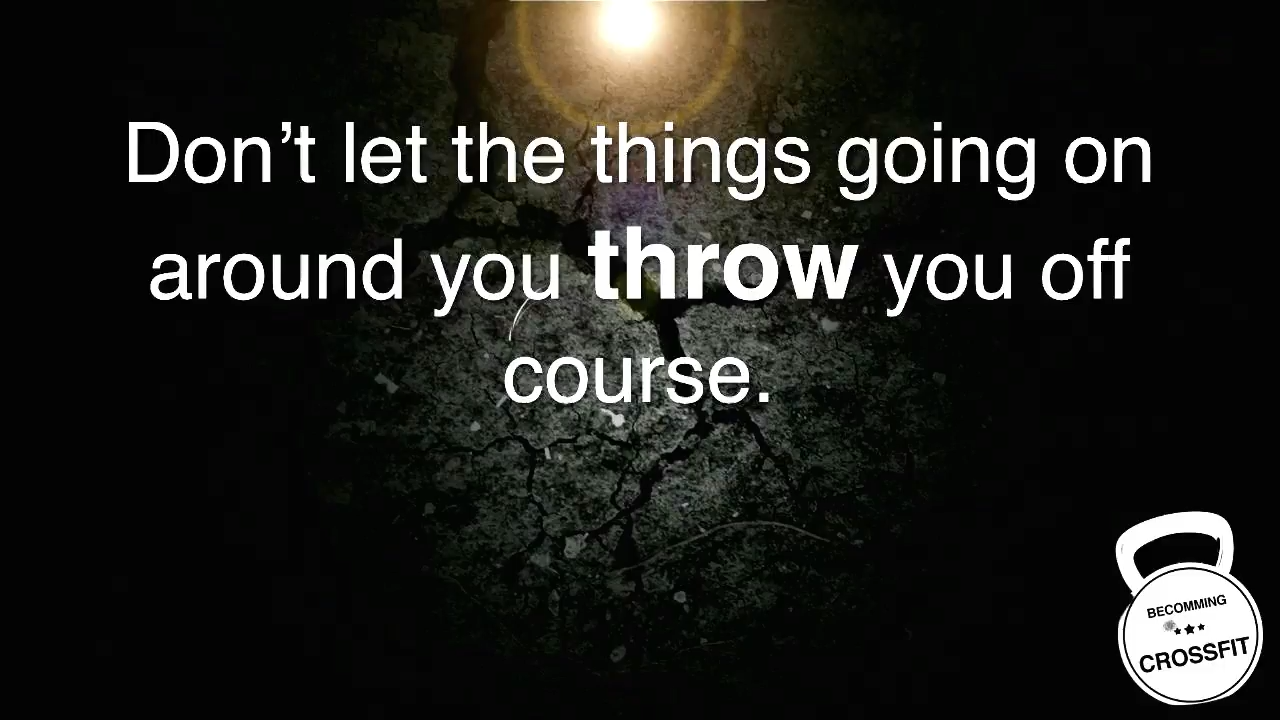 Don’t let the things going on
around you throw you off
course.
BECOMMING
CROSSFIT